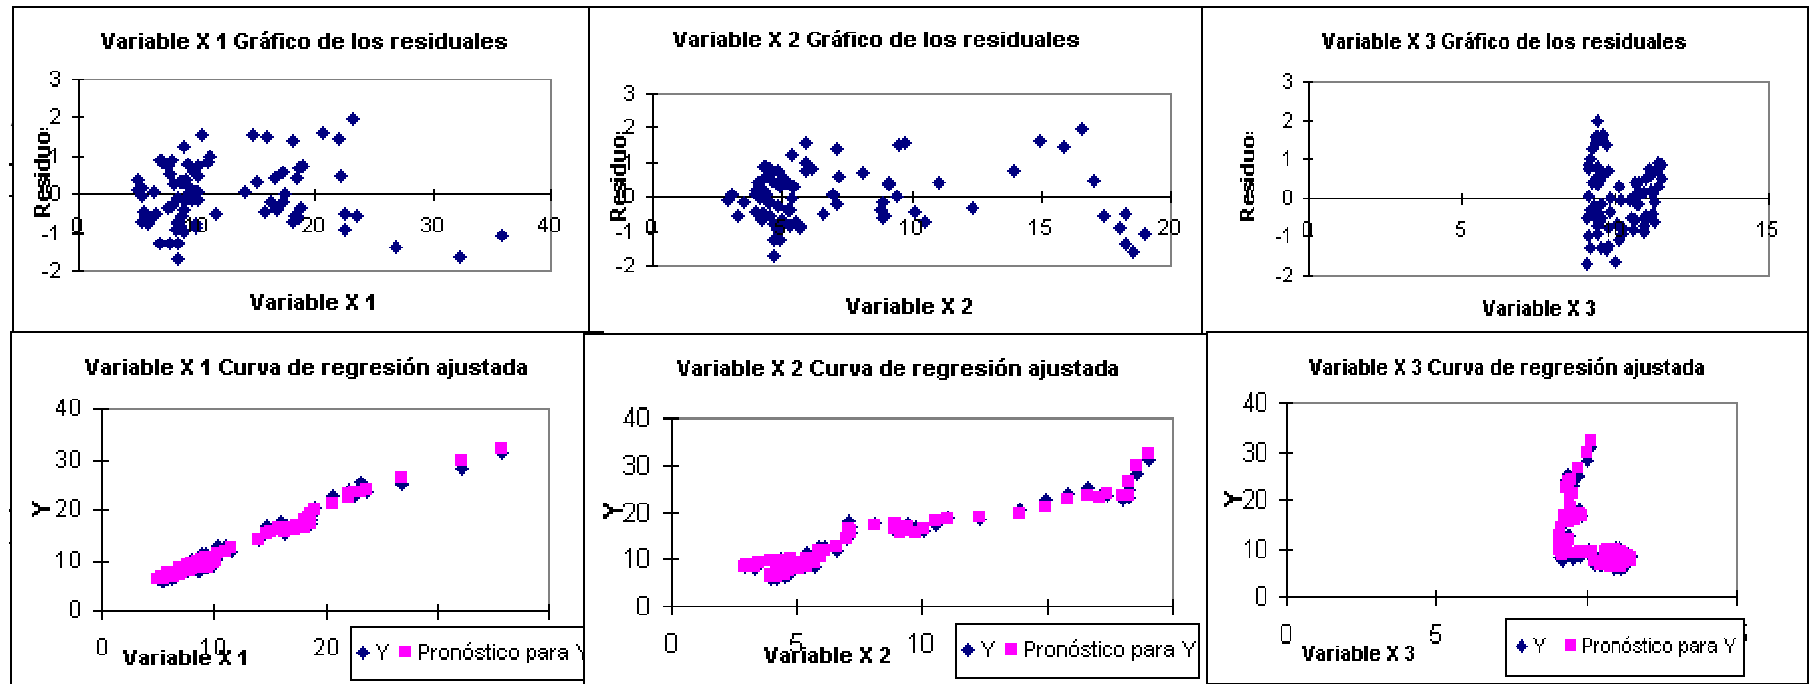 Variable X 1 Gráfico de los residuales
3
2
1
0
-1
-2
0
10
20
30
40
Residuo
Variable X 1
Variable X 2 Gráfico de los residuales
3
2
1
0
-1
-2
0
5
10
15
20
Residuo
Variable X 2
Variable X 3 Gráfico de los residuales
3
2
1
0
-1
-2
0
5
10
15
Residuo
Variable X 3
Variable X 1 Curva de regresión ajustada
40
30
20
10
0
Y
0
10
20
Variable X 1
Y
Pronóstico para Y
Variable X 2 Curva de regresión ajustada
40
30
20
10
0
Y
0
5
10
Variable X 2
Y
Pronóstico para Y
Variable X 3 Curva de regresión ajustada
40
30
20
10
0
Y
0
5
Variable X 3
Y
Pronóstico para Y